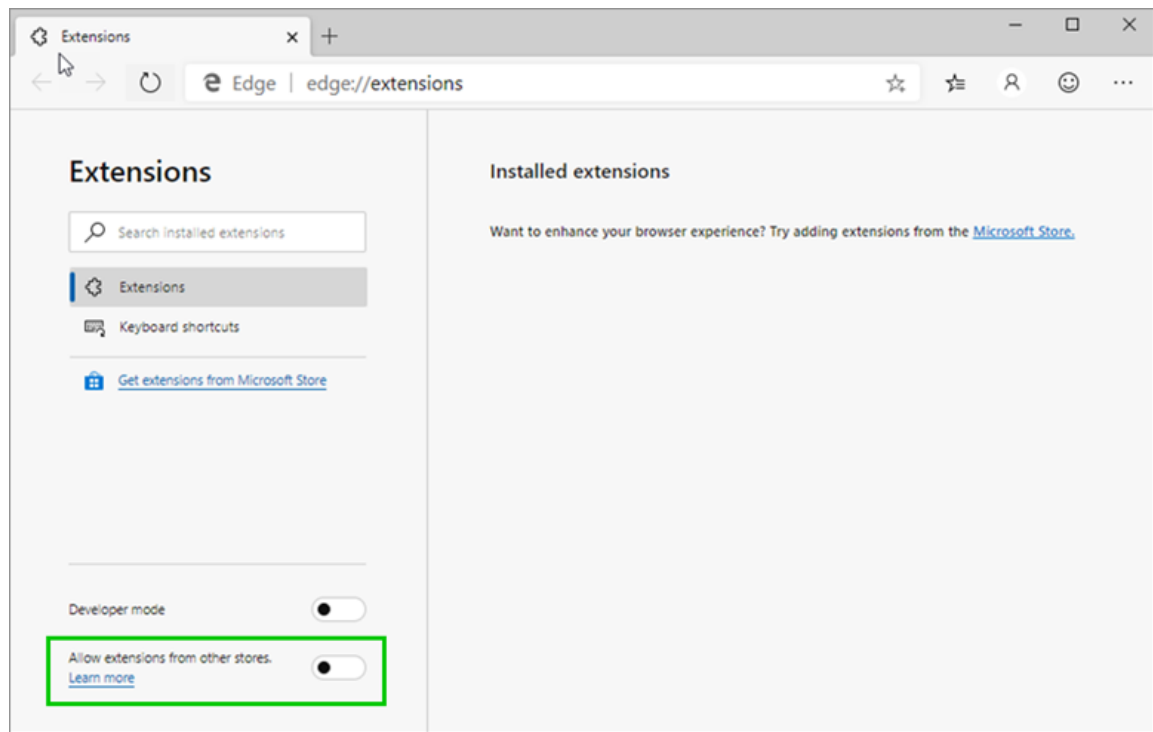 Extensions
Edge | edge://extensions
Extensions
Search installed extensions
Extensions
Keyboard shortcuts
Get extensions from Microsoft Store
Developer mode
Allow extensions from other stores.
Learn more
Installed extensions
Want to enhance your browser experience? Try adding extensions from the Microsoft Store.